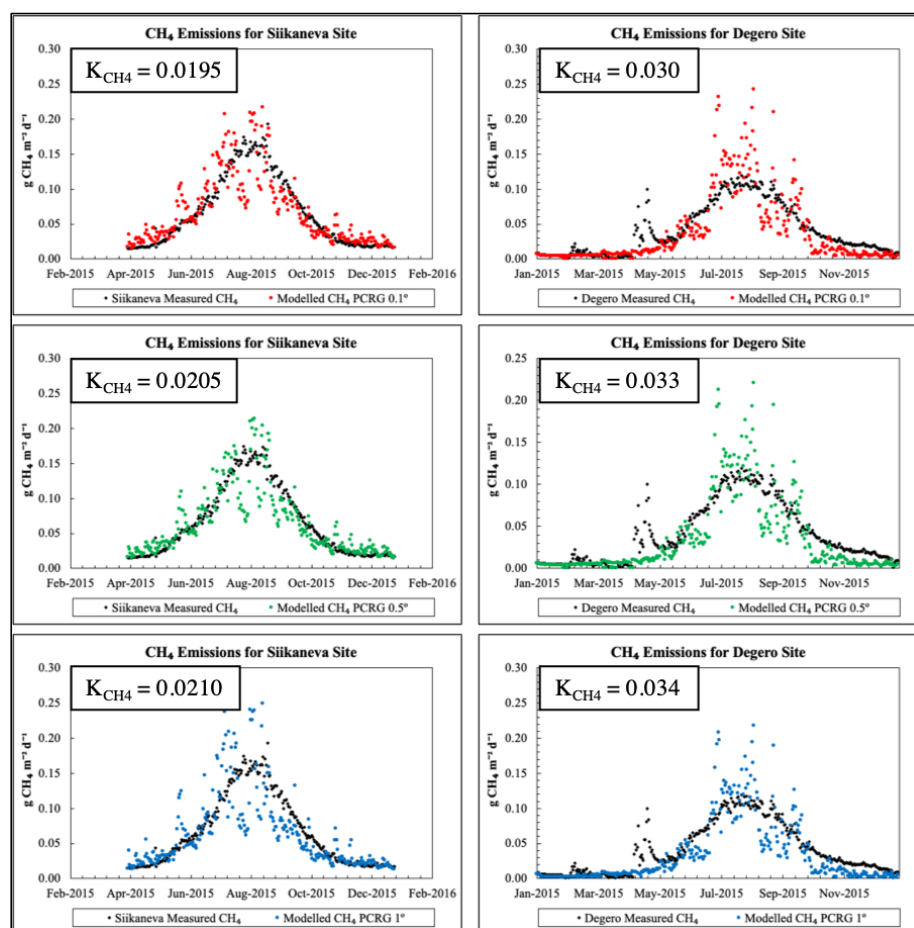 CH₄ Emissions for Siikaneva Site
K_CH4 = 0.0195
g CH₄ m⁻² d⁻¹
0.30
0.25
0.20
0.15
0.10
0.05
0.00
Feb-2015 Apr-2015 Jun-2015 Aug-2015 Oct-2015 Dec-2015 Feb-2016
Siikaneva Measured CH₄ Modelled CH₄ PCRG 0.1º
CH₄ Emissions for Degero Site
K_CH4 = 0.030
g CH₄ m⁻² d⁻¹
0.30
0.25
0.20
0.15
0.10
0.05
0.00
Jan-2015 Mar-2015 May-2015 Jul-2015 Sep-2015 Nov-2015
Degero Measured CH₄ Modelled CH₄ PCRG 0.1º
CH₄ Emissions for Siikaneva Site
K_CH4 = 0.0205
g CH₄ m⁻² d⁻¹
0.30
0.25
0.20
0.15
0.10
0.05
0.00
Feb-2015 Apr-2015 Jun-2015 Aug-2015 Oct-2015 Dec-2015 Feb-2016
Siikaneva Measured CH₄ Modelled CH₄ PCRG 0.5º
CH₄ Emissions for Degero Site
K_CH4 = 0.033
g CH₄ m⁻² d⁻¹
0.25
0.20
0.15
0.10
0.05
0.00
Jan-2015 Mar-2015 May-2015 Jul-2015 Sep-2015 Nov-2015
Degero Measured CH₄ Modelled CH₄ PCRG 0.5º
CH₄ Emissions for Siikaneva Site
K_CH4 = 0.0210
g CH₄ m⁻² d⁻¹
0.30
0.25
0.20
0.15
0.10
0.05
0.00
Feb-2015 Apr-2015 Jun-2015 Aug-2015 Oct-2015 Dec-2015 Feb-2016
Siikaneva Measured CH₄ Modelled CH₄ PCRG 1º
CH₄ Emissions for Degero Site
K_CH4 = 0.034
g CH₄ m⁻² d⁻¹
0.30
0.25
0.20
0.15
0.10
0.05
0.00
Jan-2015 Mar-2015 May-2015 Jul-2015 Sep-2015 Nov-2015
Degero Measured CH₄ Modelled CH₄ PCRG 1º